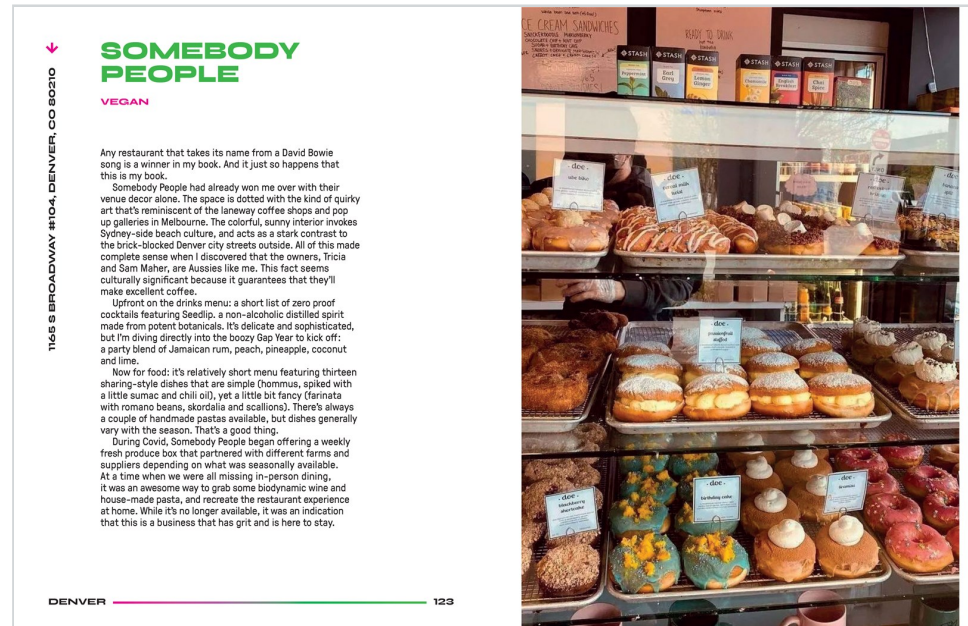 1165 S BROADWAY #104, DENVER, CO 80210
SOMEBODY
PEOPLE
VEGAN
Any restaurant that takes its name from a David Bowie
song is a winner in my book. And it just so happens that
this is my book.
Somebody People had already won me over with their
venue decor alone. The space is dotted with the kind of quirky
art that's reminiscent of the laneway coffee shops and pop
up galleries in Melbourne. The colorful, sunny interior invokes
Sydney-side beach culture, and acts as a stark contrast to
the brick-blocked Denver city streets outside. All of this made
complete sense when I discovered that the owners, Tricia
and Sam Maher, are Aussies like me. This fact seems
culturally significant because it guarantees that they'll
make excellent coffee.
Upfront on the drinks menu: a short list of zero proof
cocktails featuring Seedlip. a non-alcoholic distilled spirit
made from potent botanicals. It's delicate and sophisticated,
but I'm diving directly into the boozy Gap Year to kick off:
a party blend of Jamaican rum, peach, pineapple, coconut
and lime.
Now for food: it's relatively short menu featuring thirteen
sharing-style dishes that are simple (hommus, spiked with
a little sumac and chili oil), yet a little bit fancy (farinata
with romano beans, skordalia and scallions). There's always
a couple of handmade pastas available, but dishes generally
vary with the season. That's a good thing.
During Covid, Somebody People began offering a weekly
fresh produce box that partnered with different farms and
suppliers depending on what was seasonally available.
At a time when we were all missing in-person dining,
it was an awesome way to grab some biodynamic wine and
house-made pasta, and recreate the restaurant experience
at home. While it's no longer available, it was an indication
that this is a business that has grit and is here to stay.
DENVER
123
ICE CREAM SANDWICHES
READY TO DRINK
STASH
Peppermint
STASH
Earl
Grey
STASH
Lemon
Ginger
STASH
Chamomile
STASH
English
Breakfast
STASH
Chai
Spice
doe
doe
cereal milk
doe
doe
doe
passionfruit
stuffed
doe
blackberry
shortcake
doe
birthday cake
doe
tiramisu